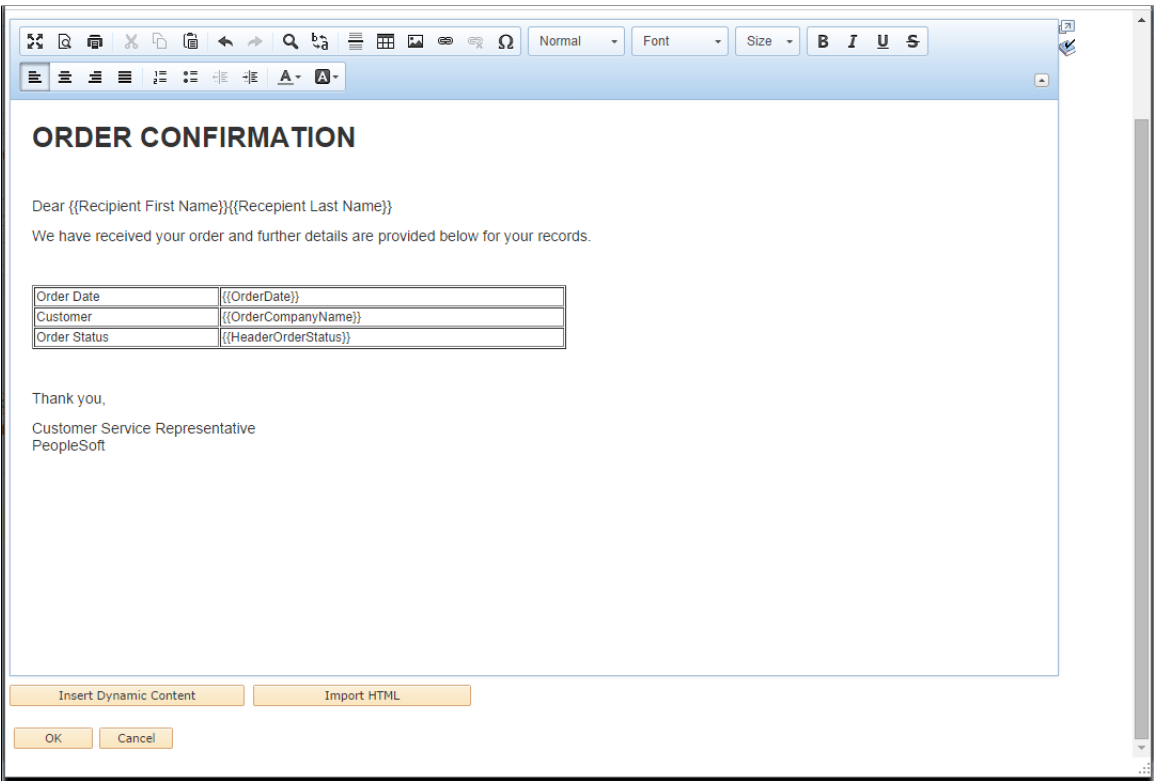 Normal Font Size B I U S
A A
ORDER CONFIRMATION
Dear {{Recipient First Name}}{{Recepient Last Name}}
We have received your order and further details are provided below for your records.
Order Date {{OrderDate}}
Customer {{OrderCompanyName}}
Order Status {{HeaderOrderStatus}}
Thank you,
Customer Service Representative
PeopleSoft
Insert Dynamic Content Import HTML
OK Cancel